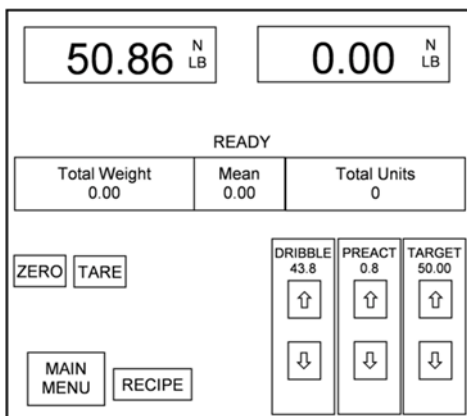 50.86 N LB
0.00 N LB
READY
Total Weight Mean Total Units
0.00 0.00 0
DRIBBLE PREACT TARGET
43.8 0.8 50.00
ZERO TARE
MAIN MENU
RECIPE